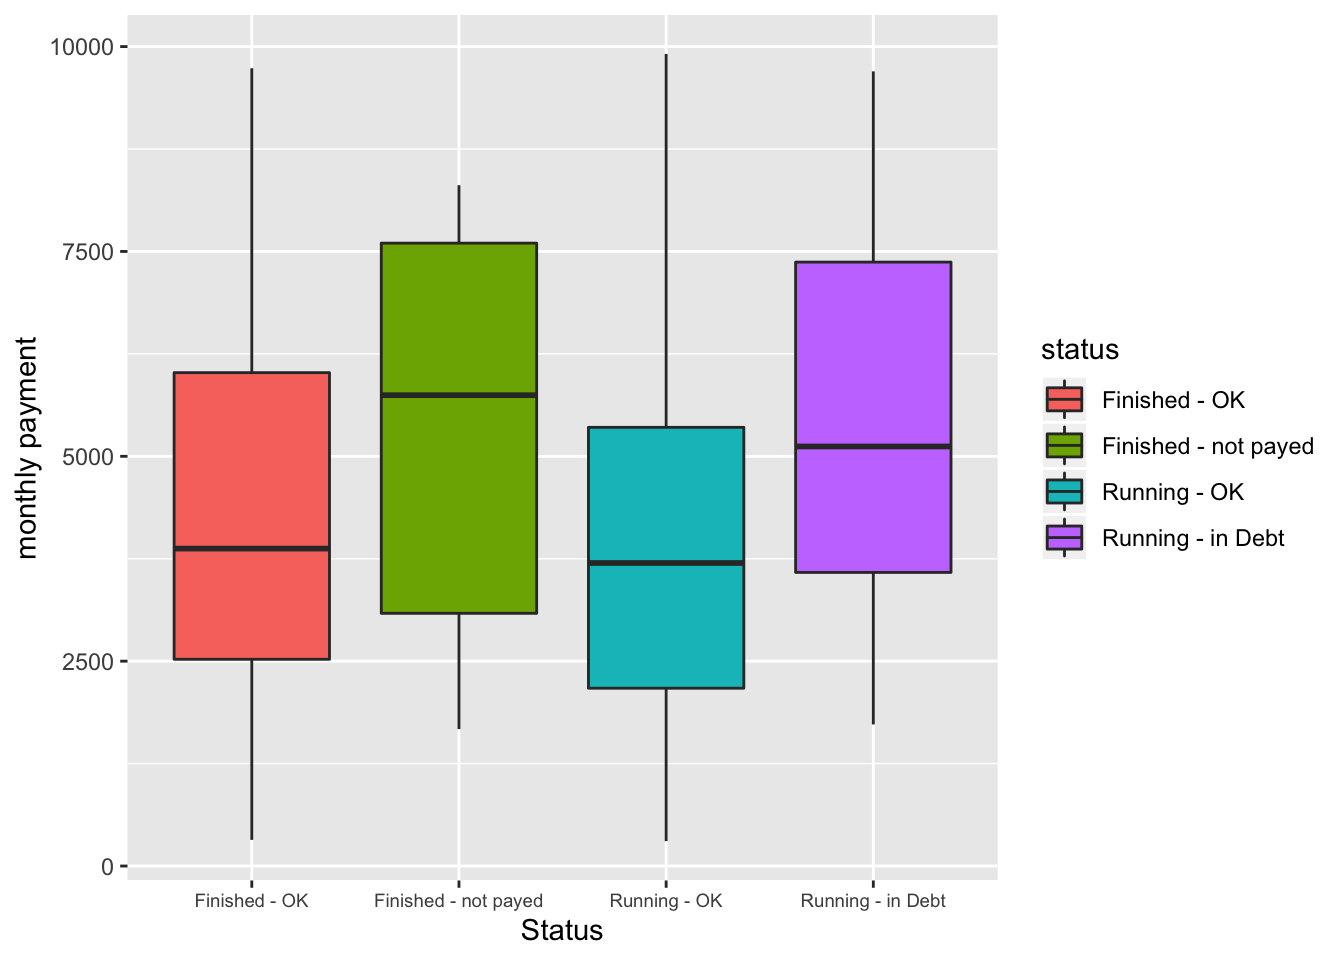 10000
7500
5000
2500
0
monthly payment
Finished - OK
Finished - not payed
Running - OK
Running - in Debt
Status
status
Finished - OK
Finished - not payed
Running - OK
Running - in Debt